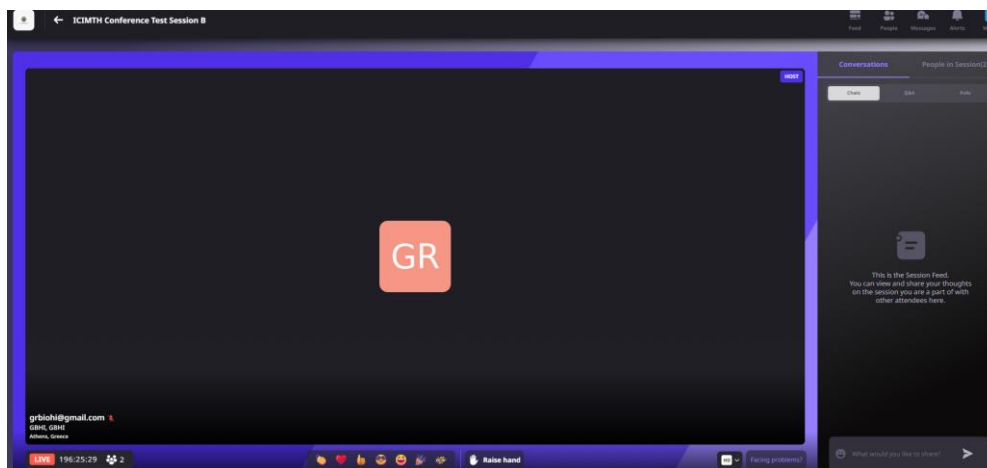 ICIMTH Conference Test Session B
Feed People Messages Alerts
HOST
Conversations People in Session(2
Chats Q&A Polls
GR
This is the Session Feed.
You can view and share your thoughts
on the session you are a part of with
other attendees here.
grbiohi@gmail.com
GBHI, GBHI
Athens, Greece
LIVE 196:25:29 2
Raise hand
HD
Facing problems?
What would you like to share?